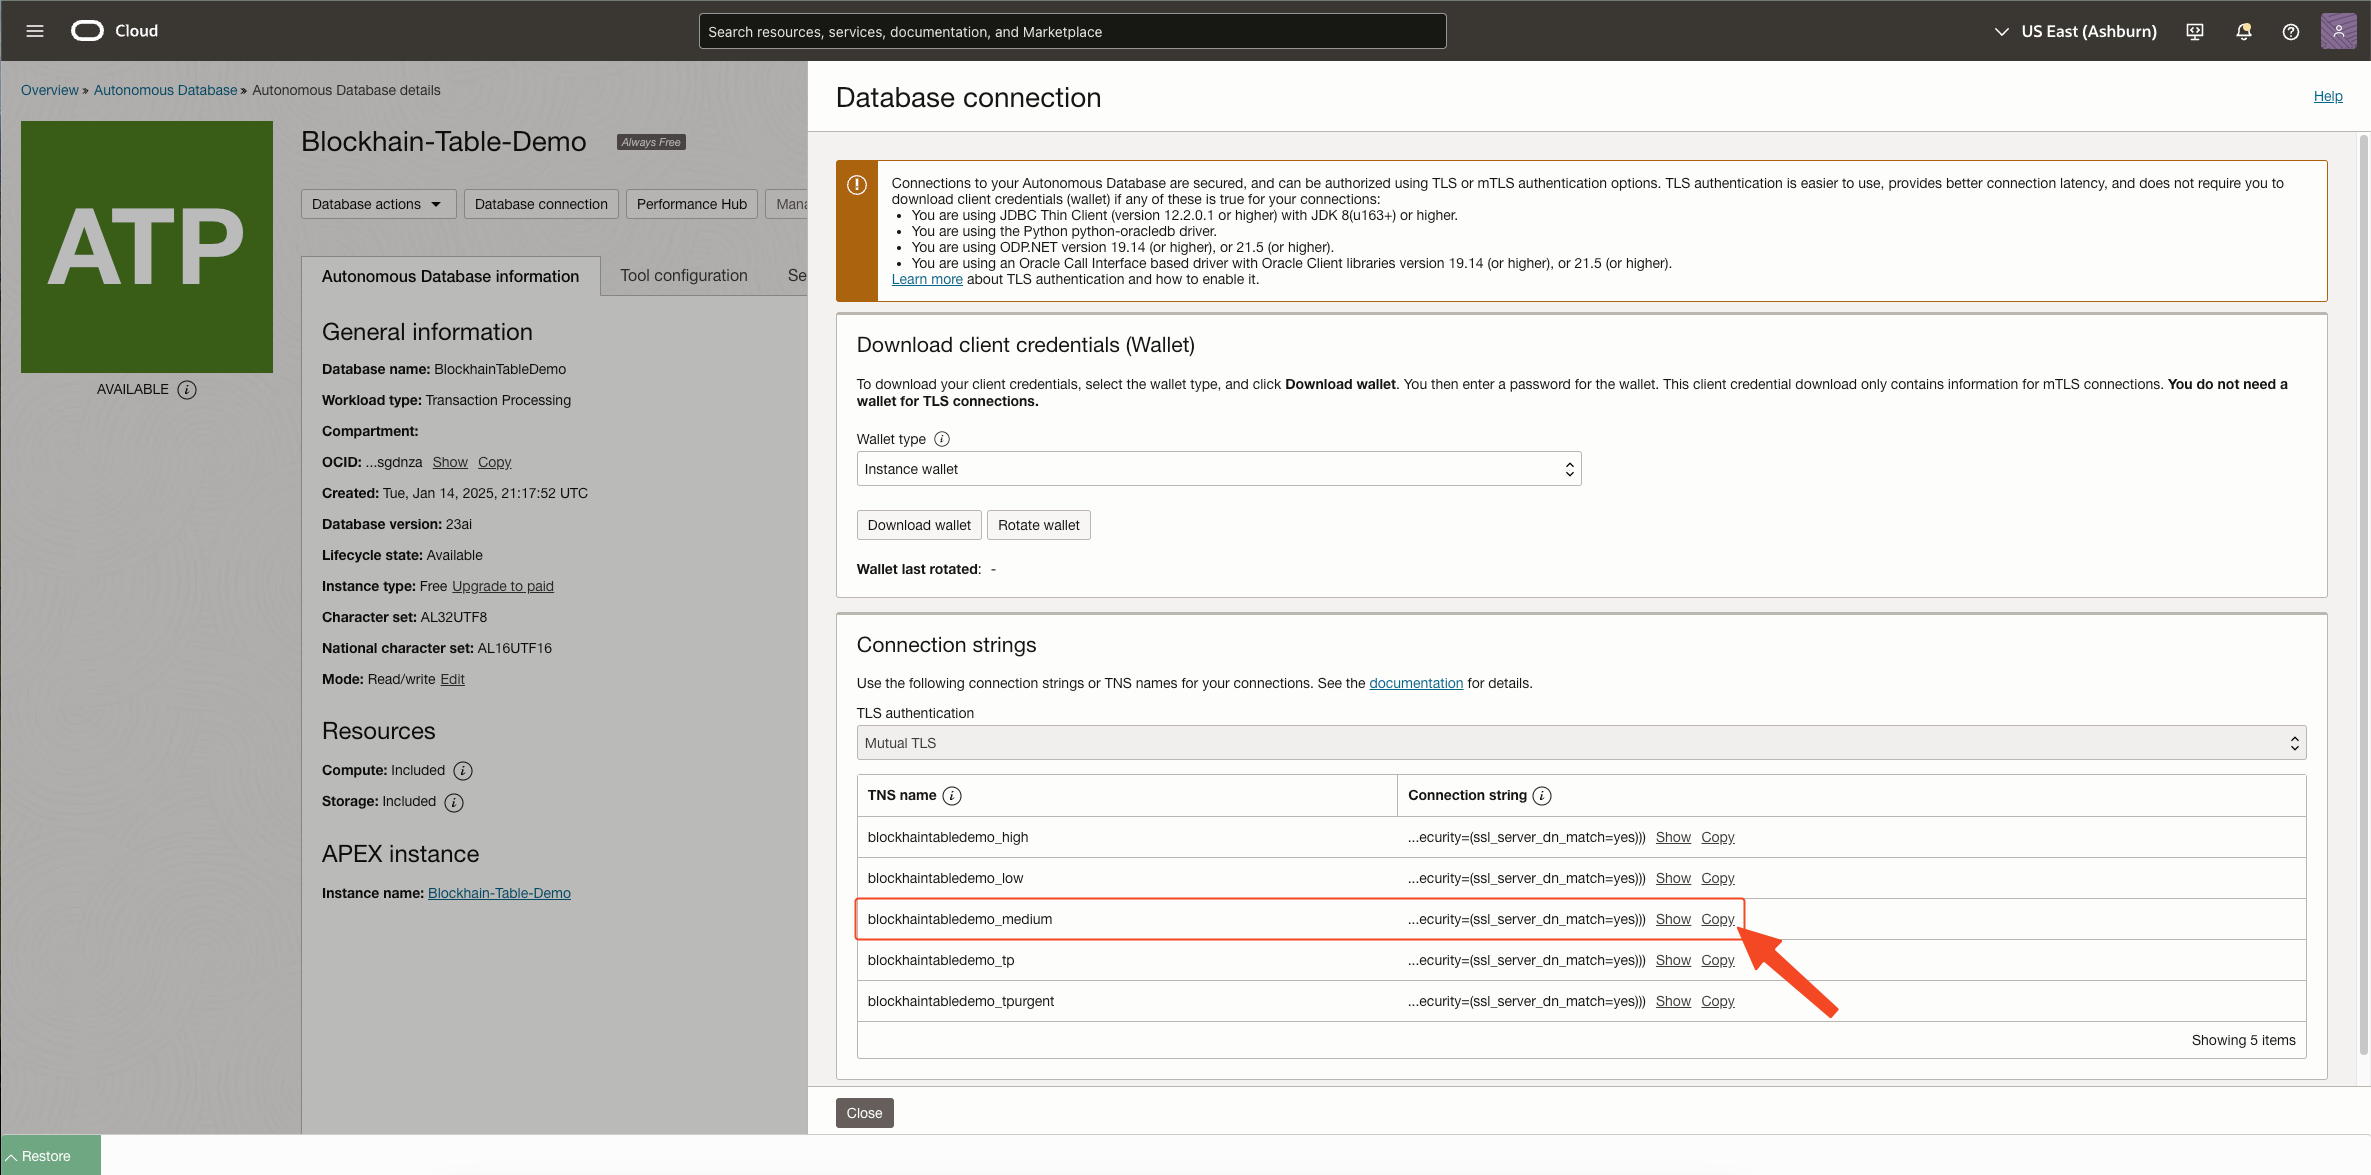 Cloud
Search resources, services, documentation, and Marketplace
US East (Ashburn)
Overview » Autonomous Database » Autonomous Database details
ATP
AVAILABLE
Blockhain-Table-Demo
Always Free
Database actions
Database connection
Performance Hub
Mana
Autonomous Database information
Tool configuration
Se
General information
Database name: BlockhainTableDemo
Workload type: Transaction Processing
Compartment:
OCID: ...sgdnza Show Copy
Created: Tue, Jan 14, 2025, 21:17:52 UTC
Database version: 23ai
Lifecycle state: Available
Instance type: Free Upgrade to paid
Character set: AL32UTF8
National character set: AL16UTF16
Mode: Read/write Edit
Resources
Compute: Included
Storage: Included
APEX instance
Instance name: Blockhain-Table-Demo
Database connection
Help
Connections to your Autonomous Database are secured, and can be authorized using TLS or mTLS authentication options. TLS authentication is easier to use, provides better connection latency, and does not require you to
download client credentials (wallet) if any of these is true for your connections:
• You are using JDBC Thin Client (version 12.2.0.1 or higher) with JDK 8(u163+) or higher.
• You are using the Python python-oracledb driver.
• You are using ODP.NET version 19.14 (or higher), or 21.5 (or higher).
• You are using an Oracle Call Interface based driver with Oracle Client libraries version 19.14 (or higher), or 21.5 (or higher).
Learn more about TLS authentication and how to enable it.
Download client credentials (Wallet)
To download your client credentials, select the wallet type, and click Download wallet. You then enter a password for the wallet. This client credential download only contains information for mTLS connections. You do not need a
wallet for TLS connections.
Wallet type
Instance wallet
Download wallet
Rotate wallet
Wallet last rotated: -
Connection strings
Use the following connection strings or TNS names for your connections. See the documentation for details.
TLS authentication
Mutual TLS
TNS name Connection string
blockhaintabledemo_high ...ecurity=(ssl_server_dn_match=yes))) Show Copy
blockhaintabledemo_low ...ecurity=(ssl_server_dn_match=yes))) Show Copy
blockhaintabledemo_medium ...ecurity=(ssl_server_dn_match=yes))) Show Copy
blockhaintabledemo_tp ...ecurity=(ssl_server_dn_match=yes))) Show Copy
blockhaintabledemo_tpurgent ...ecurity=(ssl_server_dn_match=yes))) Show Copy
Showing 5 items
Close
Restore